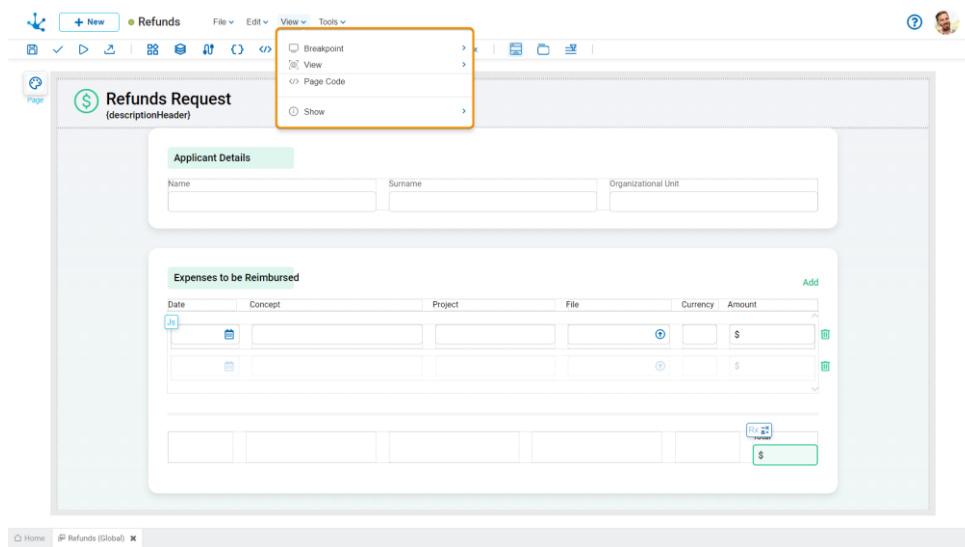 + New
Refunds
File
Edit
View
Tools
?
Breakpoint
View
</> Page Code
Show
Page
$
Refunds Request
{descriptionHeader}
Applicant Details
Name
Surname
Organizational Unit
Expenses to be Reimbursed
Add
Date
Concept
Project
File
Currency
Amount
Js
$
$
Rx
$
Home
Refunds (Global)